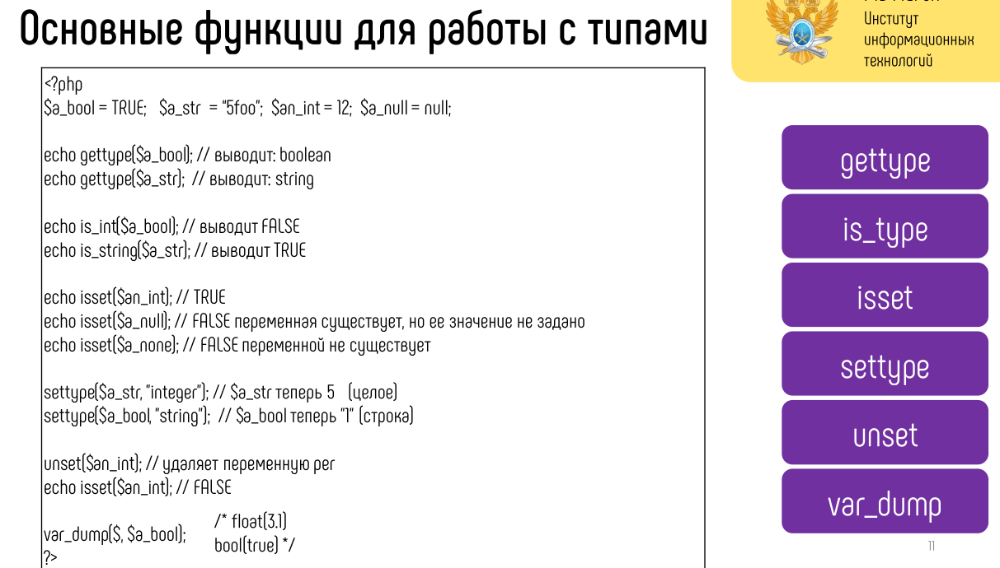 Основные функции для работы с типами
Институт
информационных
технологий
<?php
$a_bool = TRUE; $a_str = “5foo”; $an_int = 12; $a_null = null;
echo gettype($a_bool); // выводит: boolean
echo gettype($a_str); // выводит: string
echo is_int($a_bool); // выводит FALSE
echo is_string($a_str); // выводит TRUE
echo isset($an_int); // TRUE
echo isset($a_null); // FALSE переменная существует, но ее значение не задано
echo isset($a_none); // FALSE переменной не существует
settype($a_str, "integer"); // $a_str теперь 5 (целое)
settype($a_bool, "string"); // $a_bool теперь "1" (строка)
unset($an_int); // удаляет переменную per
echo isset($an_int); // FALSE
var_dump($, $a_bool);
/* float(3.1)
bool(true) */
?>
gettype
is_type
isset
settype
unset
var_dump
11